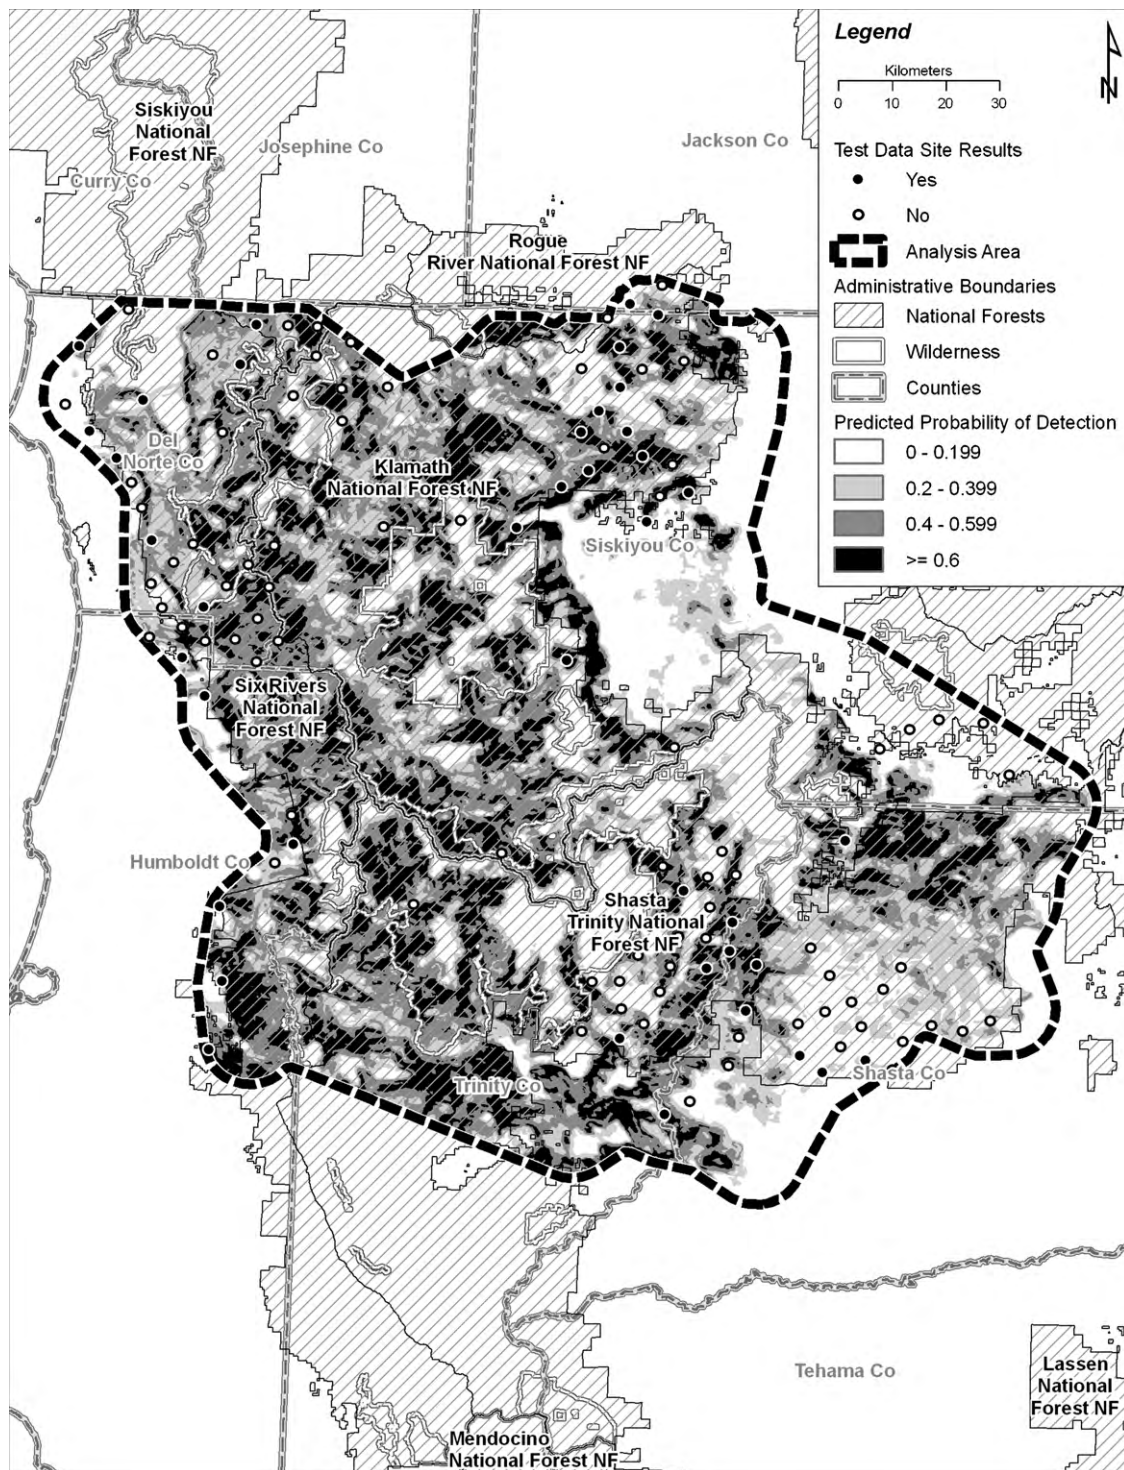 Legend
Kilometers
0 10 20 30
N
Test Data Site Results
Yes
No
Analysis Area
Administrative Boundaries
National Forests
Wilderness
Counties
Predicted Probability of Detection
0 - 0.199
0.2 - 0.399
0.4 - 0.599
>= 0.6
Siskiyou
National
Forest NF
Josephine Co
Jackson Co
Curry Co
Rogue
River National Forest NF
Del
Norte Co
Klamath
National Forest NF
Siskiyou Co
Six Rivers
National
Forest NF
Humboldt Co
Shasta
Trinity National
Forest NF
Trinity Co
Shasta Co
Tehama Co
Lassen
National
Forest NF
Mendocino
National Forest NF